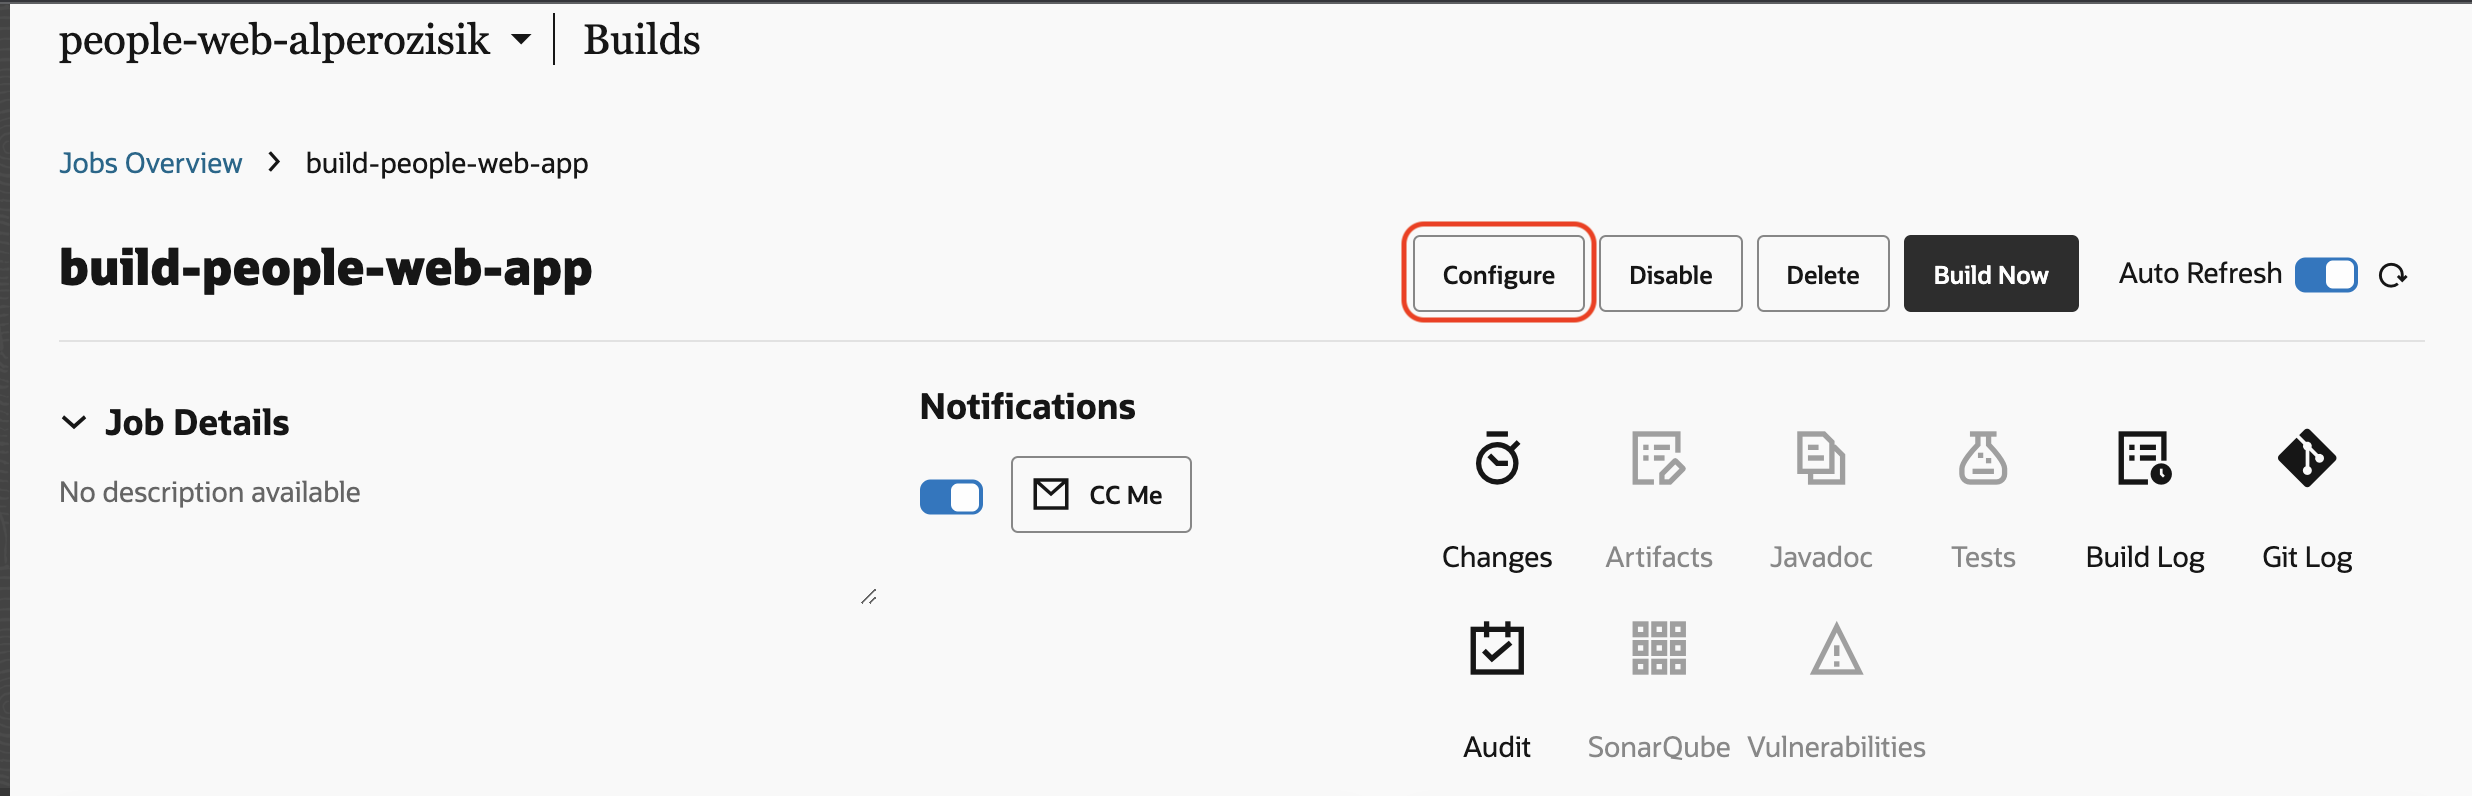 people-web-alperozisik
Builds
Jobs Overview
build-people-web-app
build-people-web-app
Configure
Disable
Delete
Build Now
Auto Refresh
Job Details
No description available
Notifications
CC Me
Changes
Artifacts
Javadoc
Tests
Build Log
Git Log
Audit
SonarQube
Vulnerabilities